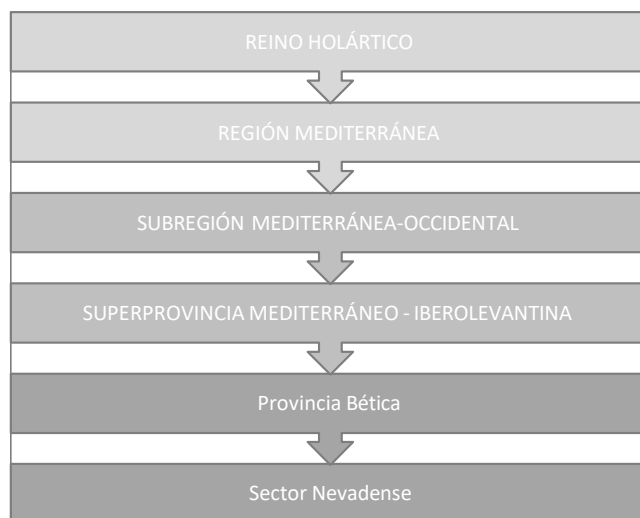 REINO HOLÁRTICO
REGIÓN MEDITERRÁNEA
SUBREGIÓN MEDITERRÁNEA-OCCIDENTAL
SUPERPROVINCIA MEDITERRÁNEO - IBEROLEVANTINA
Provincia Bética
Sector Nevadense